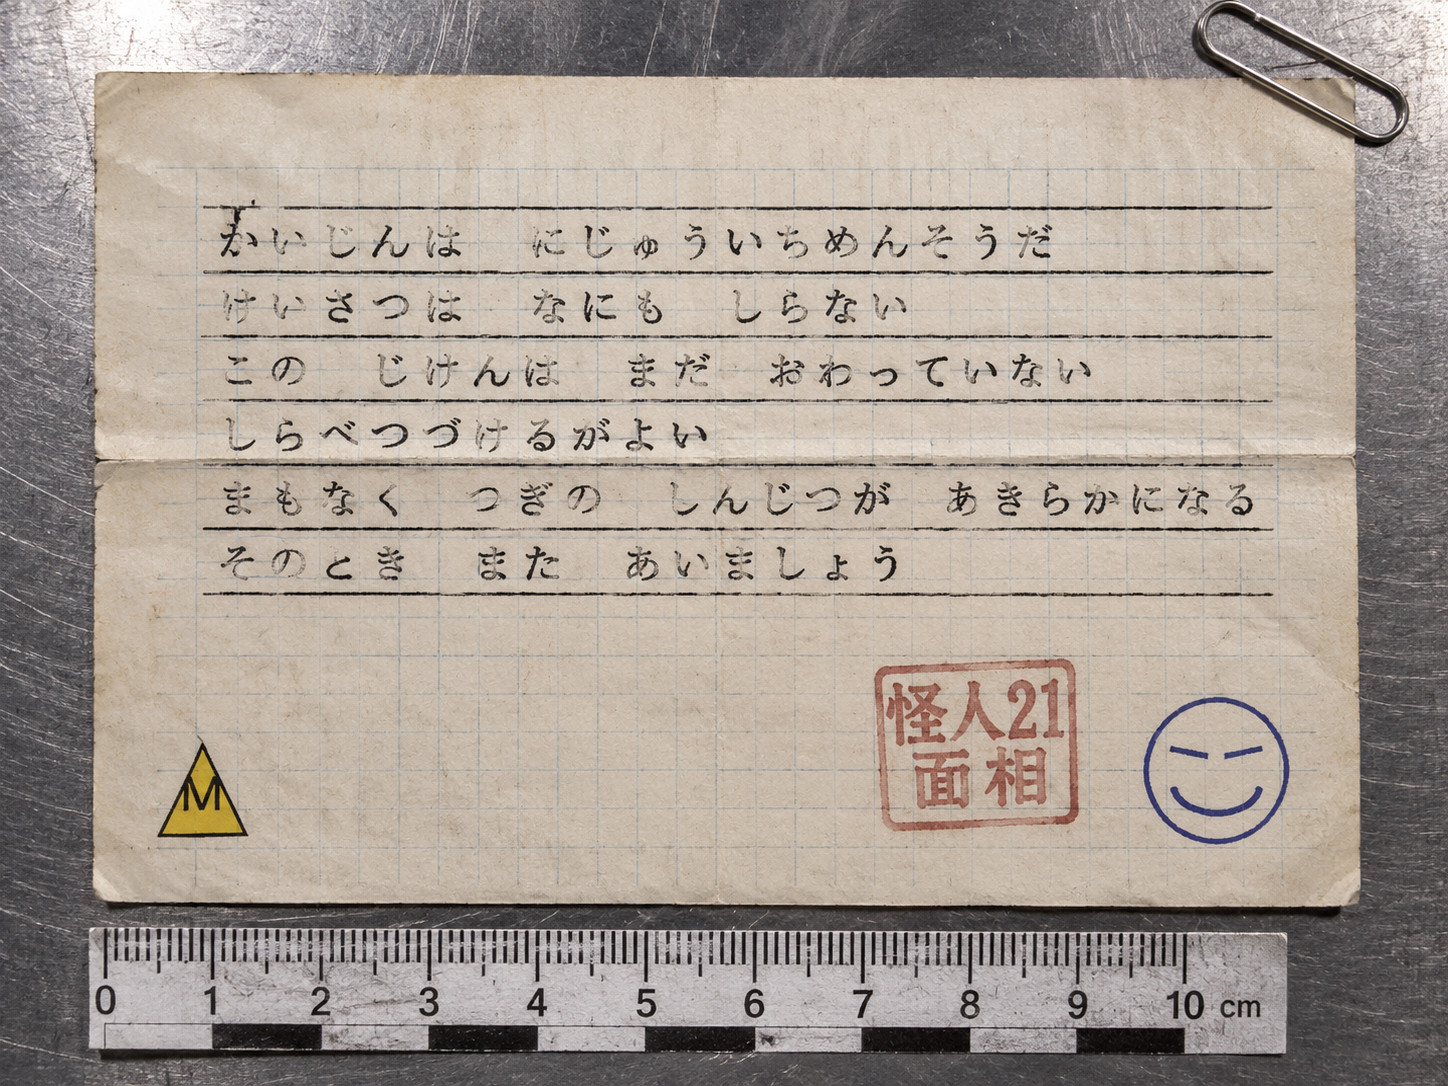 かいじんは　にじゅういちめんそうだ
けいさつは　なにも　しらない
この　じけんは　まだ　おわっていない
しらべつづけるがよい
まもなく　つぎの　しんじつが　あきらかになる
そのとき　また　あいましょう
怪人21
面相
M
0 1 2 3 4 5 6 7 8 9 10 cm